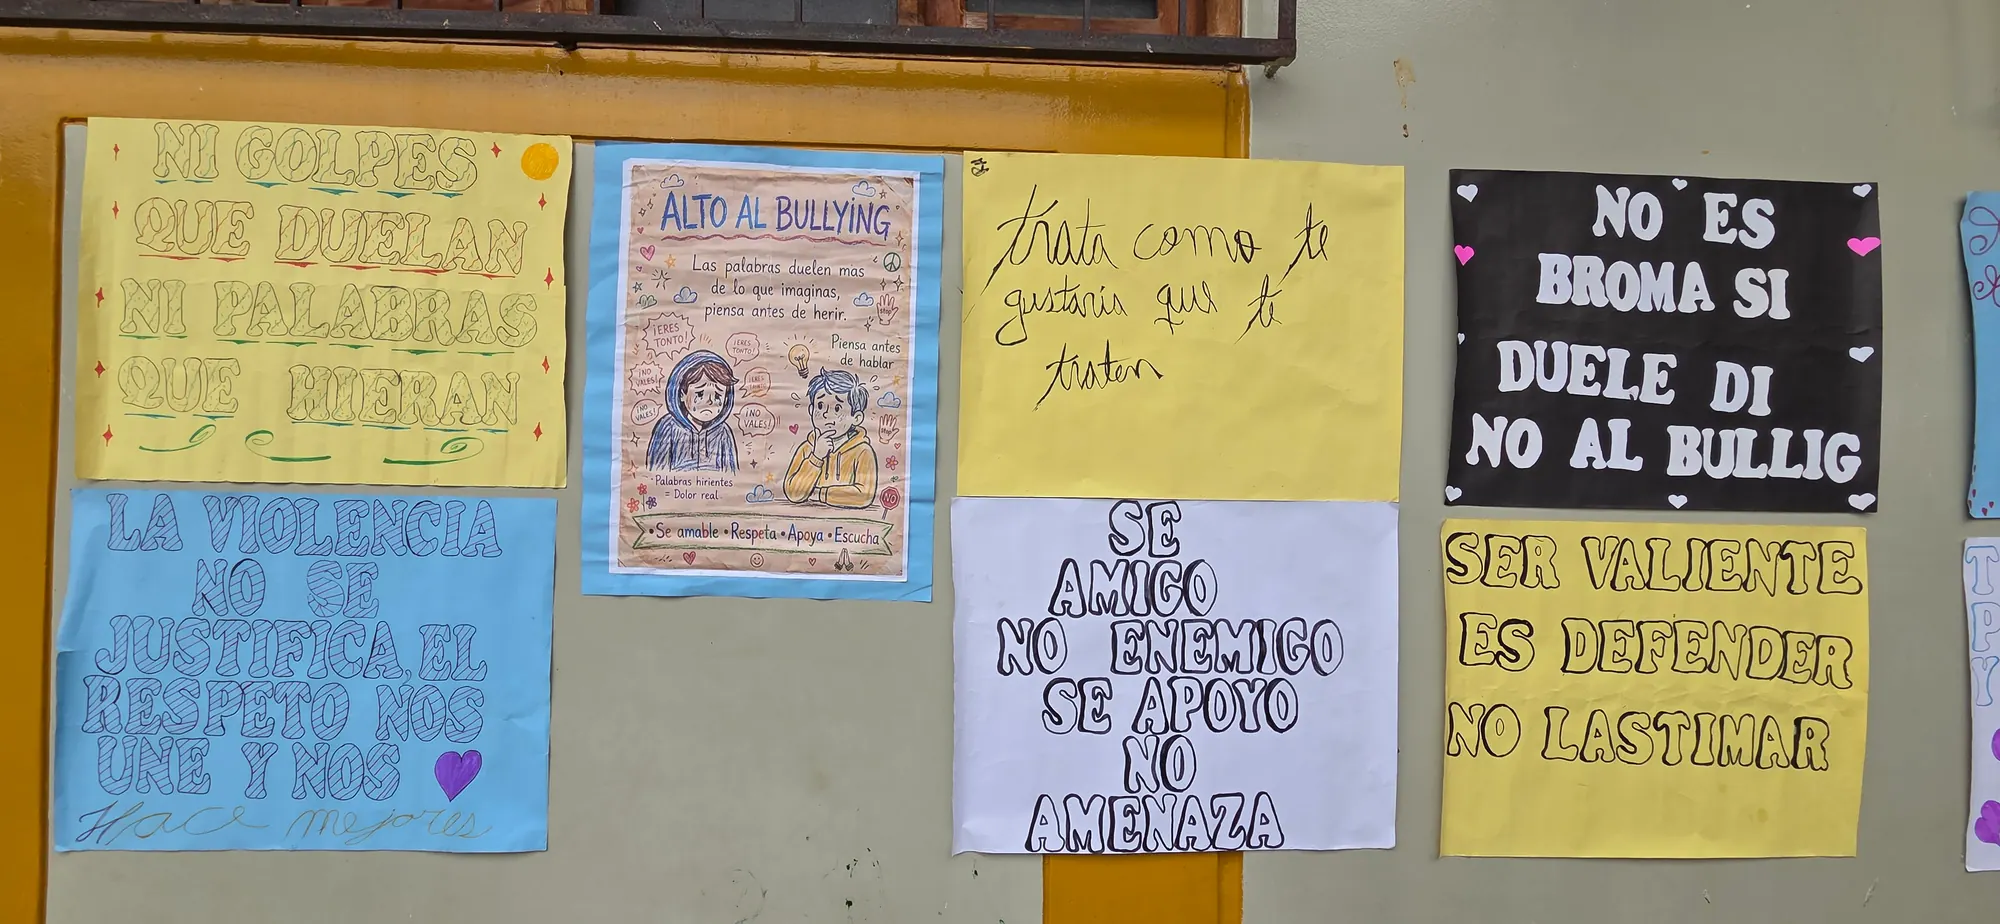 NI GOLPES
QUE DUELAN
NI PALABRAS
QUE HIERAN
LA VIOLENCIA
NO SE
JUSTIFICA, EL
RESPETO NOS
UNE Y NOS
Hace mejores
ALTO AL BULLYING
Las palabras duelen mas
de lo que imaginas,
piensa antes de herir.
¡ERES
TONTO!
¡ERES
TONTO!
Piensa antes
de hablar
¡NO
VALES!
¡NO
VALES!
¡NO
VALES!
STOP
NO
Palabras hirientes
= Dolor real
• Se amable • Respeta • Apoya • Escucha
trata como te
gustaria que te
traten
SE
AMIGO
NO ENEMIGO
SE APOYO
NO
AMENAZA
NO ES
BROMA SI
DUELE DI
NO AL BULLIG
SER VALIENTE
ES DEFENDER
NO LASTIMAR
T
P
Y